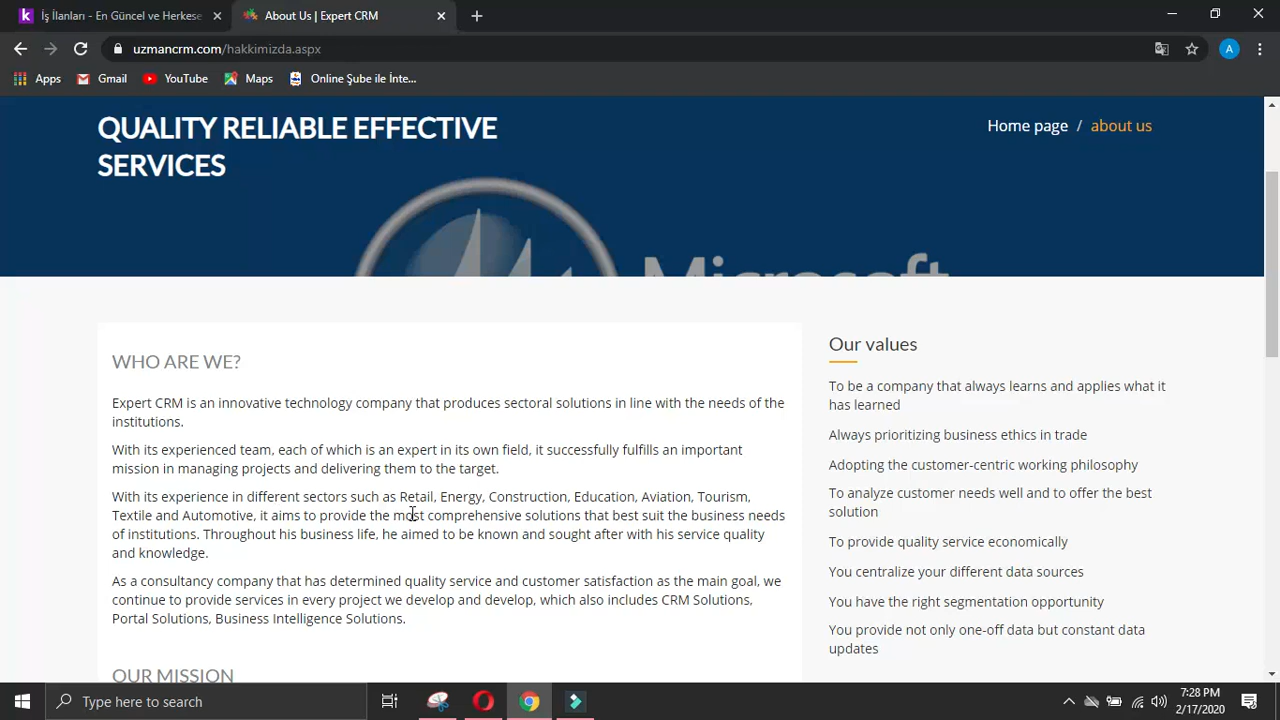 İş İlanları - En Güncel ve Herkese
About Us | Expert CRM
uzmancrm.com/hakkimizda.aspx
A
Apps
Gmail
YouTube
Maps
Online Şube ile İnte...
QUALITY RELIABLE EFFECTIVE
SERVICES
Home page / about us
Microsoft
WHO ARE WE?
Expert CRM is an innovative technology company that produces sectoral solutions in line with the needs of the
institutions.
With its experienced team, each of which is an expert in its own field, it successfully fulfills an important
mission in managing projects and delivering them to the target.
With its experience in different sectors such as Retail, Energy, Construction, Education, Aviation, Tourism,
Textile and Automotive, it aims to provide the most comprehensive solutions that best suit the business needs
of institutions. Throughout his business life, he aimed to be known and sought after with his service quality
and knowledge.
As a consultancy company that has determined quality service and customer satisfaction as the main goal, we
continue to provide services in every project we develop and develop, which also includes CRM Solutions,
Portal Solutions, Business Intelligence Solutions.
OUR MISSION
Our values
To be a company that always learns and applies what it
has learned
Always prioritizing business ethics in trade
Adopting the customer-centric working philosophy
To analyze customer needs well and to offer the best
solution
To provide quality service economically
You centralize your different data sources
You have the right segmentation opportunity
You provide not only one-off data but constant data
updates
Type here to search
7:28 PM
2/17/2020